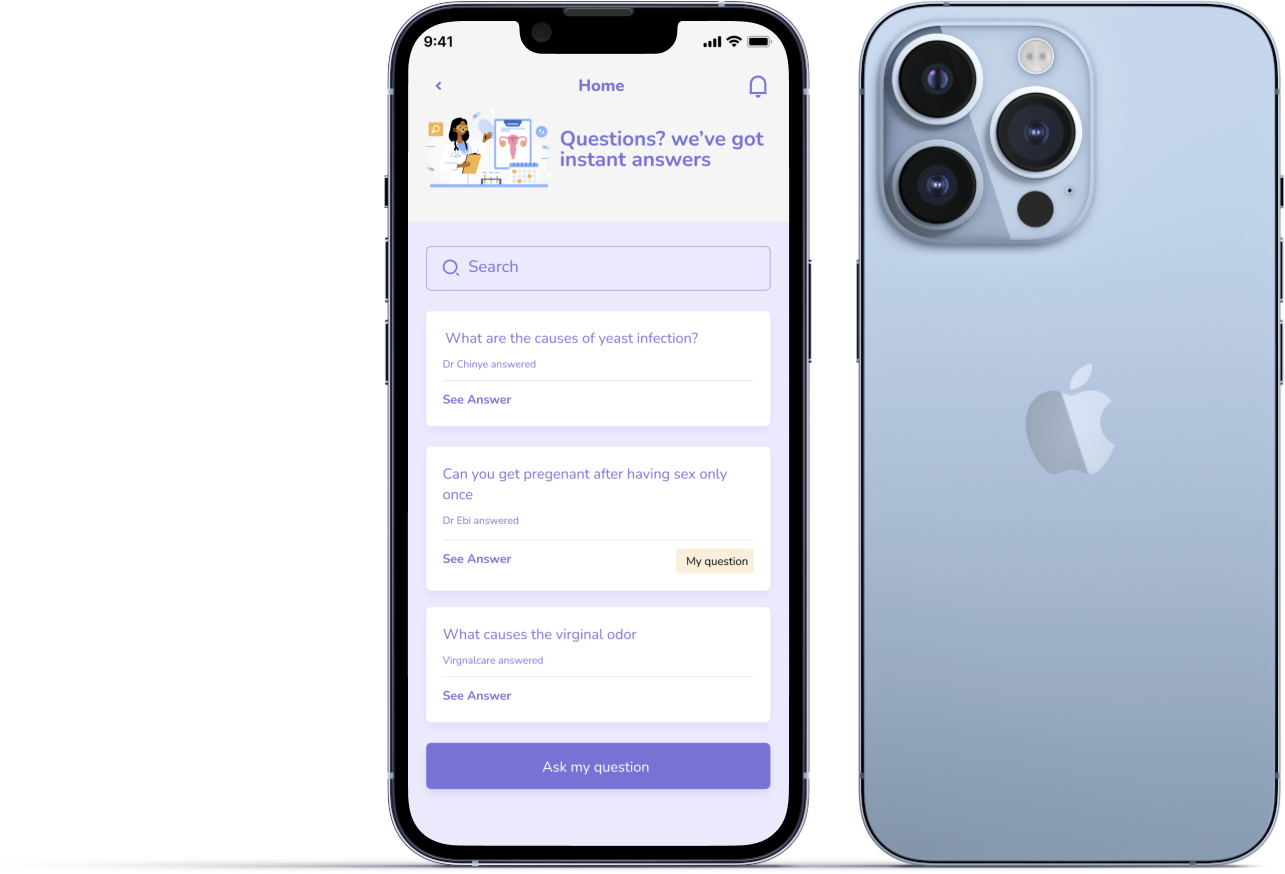 9:41
Home
Questions? we've got
instant answers
Search
What are the causes of yeast infection?
Dr Chinye answered
See Answer
Can you get pregenant after having sex only
once
Dr Ebi answered
See Answer
My question
What causes the virginal odor
Virgnalcare answered
See Answer
Ask my question